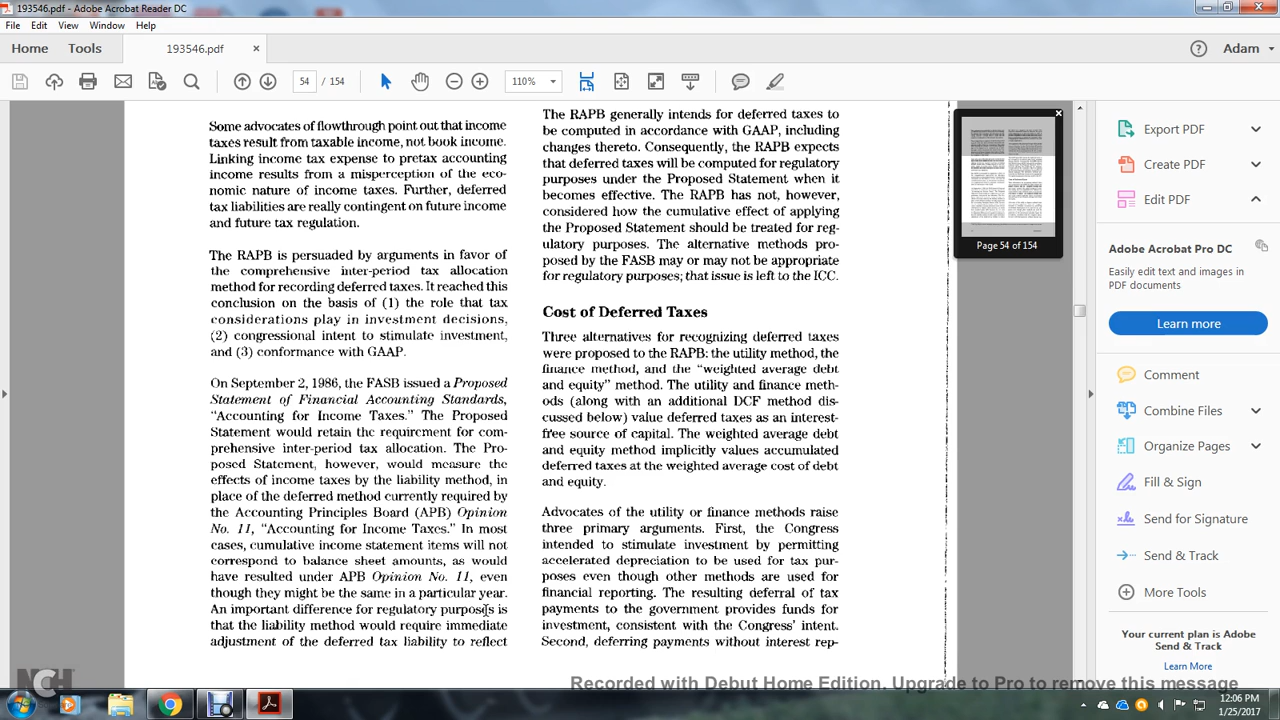 193546.pdf - Adobe Acrobat Reader DC
File Edit View Window Help
Home Tools 193546.pdf × Adam
54 / 154 110%
Some advocates of flowthrough point out that income
taxes result from taxable income, not book income.
Linking income tax expense to pretax accounting
income results from a misperception of the eco-
nomic nature of income taxes. Further, deferred
tax liabilities are really contingent on future income
and future tax regulation.
The RAPB is persuaded by arguments in favor of
the comprehensive inter-period tax allocation
method for recording deferred taxes. It reached this
conclusion on the basis of (1) the role that tax
considerations play in investment decisions,
(2) congressional intent to stimulate investment,
and (3) conformance with GAAP.
On September 2, 1986, the FASB issued a Proposed
Statement of Financial Accounting Standards,
“Accounting for Income Taxes.” The Proposed
Statement would retain the requirement for com-
prehensive inter-period tax allocation. The Pro-
posed Statement, however, would measure the
effects of income taxes by the liability method, in
place of the deferred method currently required by
the Accounting Principles Board (APB) Opinion
No. 11, “Accounting for Income Taxes.” In most
cases, cumulative income statement items will not
correspond to balance sheet amounts, as would
have resulted under APB Opinion No. 11, even
though they might be the same in a particular year.
An important difference for regulatory purposes is
that the liability method would require immediate
adjustment of the deferred tax liability to reflect
The RAPB generally intends for deferred taxes to
be computed in accordance with GAAP, including
changes thereto. Consequently, the RAPB expects
that deferred taxes will be computed for regulatory
purposes under the Proposed Statement when it
becomes effective. The RAPB has not, however,
considered how the cumulative effect of applying
the Proposed Statement should be treated for reg-
ulatory purposes. The alternative methods pro-
posed by the FASB may or may not be appropriate
for regulatory purposes; that issue is left to the ICC.
Cost of Deferred Taxes
Three alternatives for recognizing deferred taxes
were proposed to the RAPB: the utility method, the
finance method, and the “weighted average debt
and equity” method. The utility and finance meth-
ods (along with an additional DCF method dis-
cussed below) value deferred taxes as an interest-
free source of capital. The weighted average debt
and equity method implicitly values accumulated
deferred taxes at the weighted average cost of debt
and equity.
Advocates of the utility or finance methods raise
three primary arguments. First, the Congress
intended to stimulate investment by permitting
accelerated depreciation to be used for tax pur-
poses even though other methods are used for
financial reporting. The resulting deferral of tax
payments to the government provides funds for
investment, consistent with the Congress’ intent.
Second, deferring payments without interest rep-
Page 54 of 154
Export PDF
Create PDF
Edit PDF
Adobe Acrobat Pro DC
Easily edit text and images in
PDF documents
Learn more
Comment
Combine Files
Organize Pages
Fill & Sign
Send for Signature
Send & Track
More Tools
Your current plan is Adobe
Send & Track
Learn More
NCH
Recorded with Debut Home Edition. Upgrade to Pro to remove this message
12:06 PM
1/25/2017